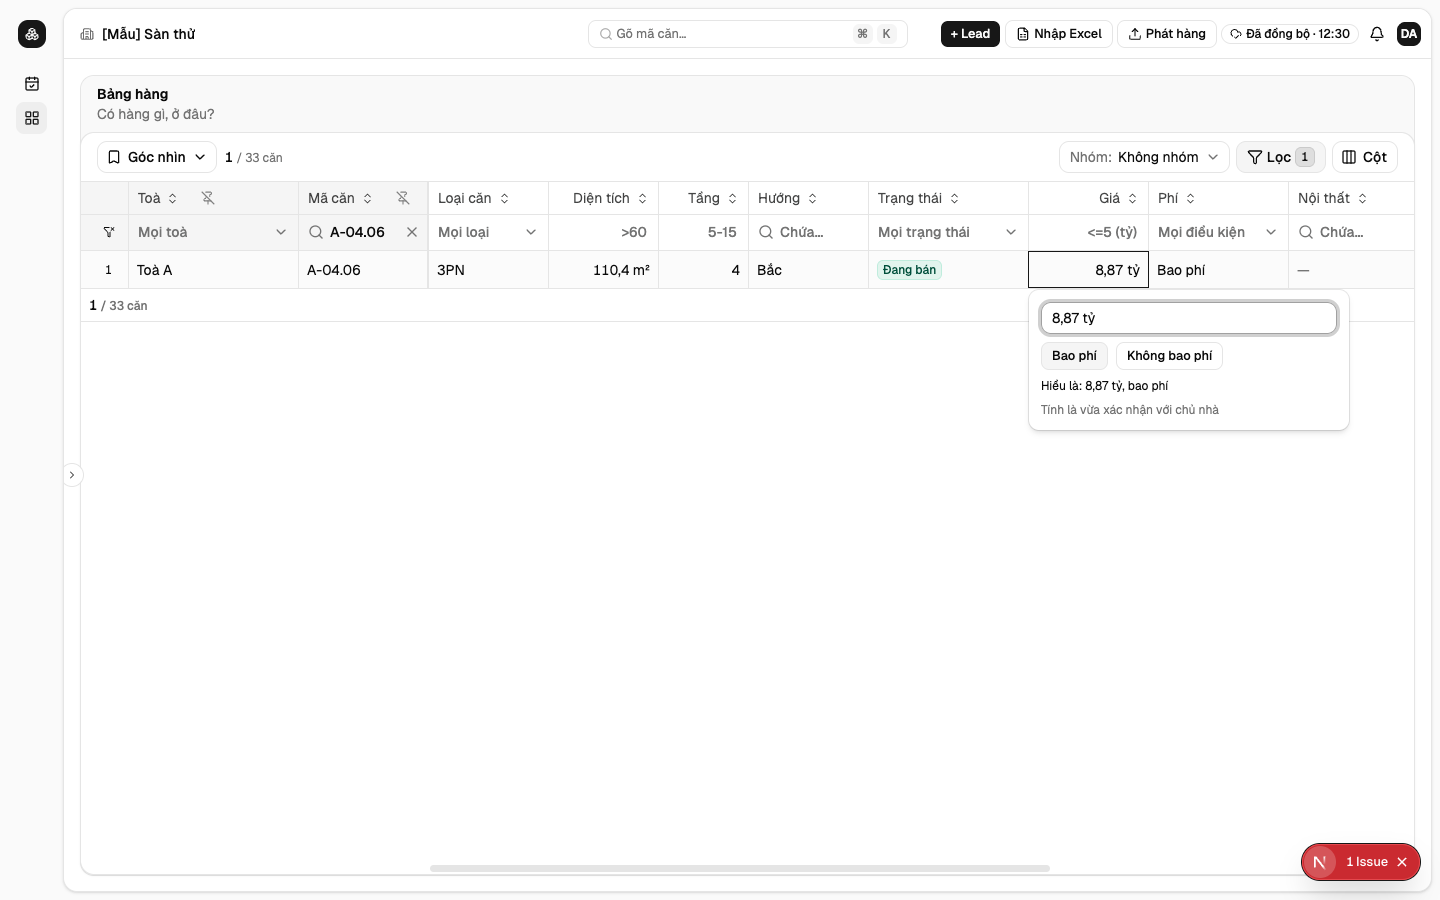 [Mẫu] Sàn thử
Gõ mã căn...
⌘ K
+ Lead
Nhập Excel
Phát hàng
Đã đồng bộ · 12:30
DA
Bảng hàng
Có hàng gì, ở đâu?
Góc nhìn
1 / 33 căn
Nhóm: Không nhóm
Lọc 1
Cột
Toà Mã căn Loại căn Diện tích Tầng Hướng Trạng thái Giá Phí Nội thất
Mọi toà A-04.06 Mọi loại >60 5-15 Chứa... Mọi trạng thái <=5 (tỷ) Mọi điều kiện Chứa...
1 Toà A A-04.06 3PN 110,4 m² 4 Bắc Đang bán 8,87 tỷ Bao phí —
1 / 33 căn
8,87 tỷ
Bao phí Không bao phí
Hiểu là: 8,87 tỷ, bao phí
Tính là vừa xác nhận với chủ nhà
N 1 Issue